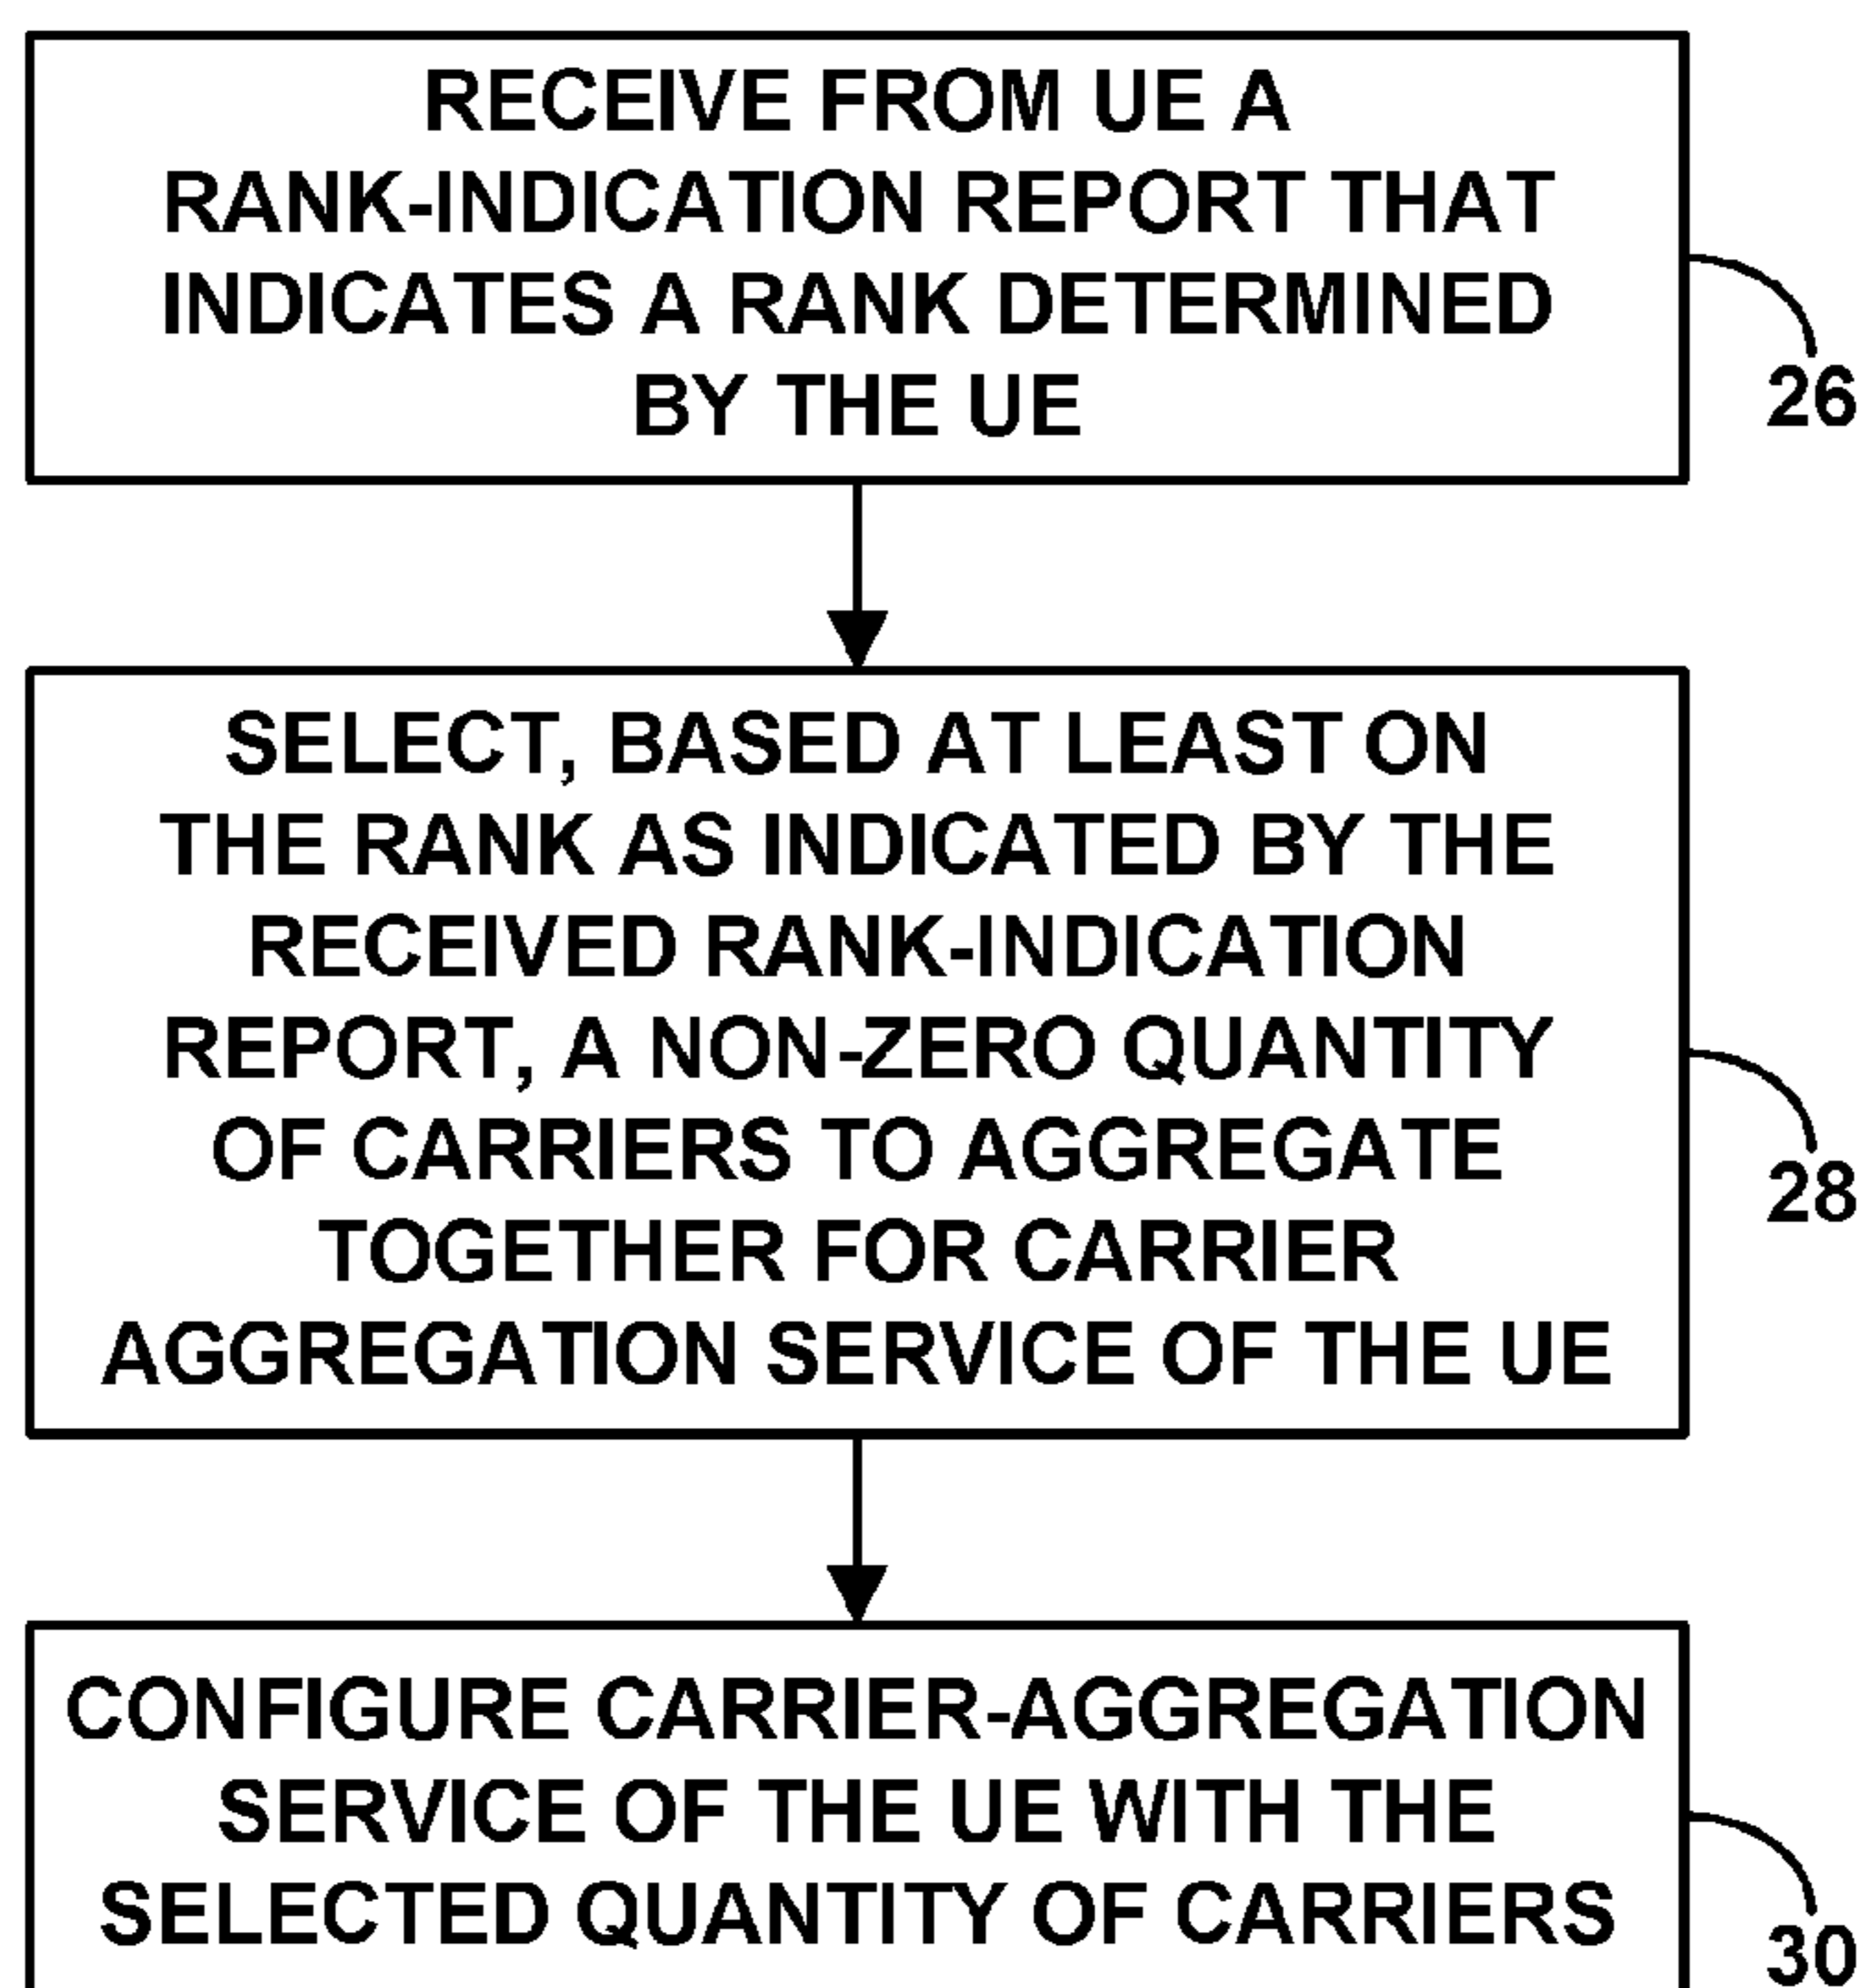 RECEIVE FROM UE A
RANK-INDICATION REPORT THAT
INDICATES A RANK DETERMINED
BY THE UE
26
SELECT, BASED AT LEAST ON
THE RANK AS INDICATED BY THE
RECEIVED RANK-INDICATION
REPORT, A NON-ZERO QUANTITY
OF CARRIERS TO AGGREGATE
TOGETHER FOR CARRIER
AGGREGATION SERVICE OF THE UE
28
CONFIGURE CARRIER-AGGREGATION
SERVICE OF THE UE WITH THE
SELECTED QUANTITY OF CARRIERS
30